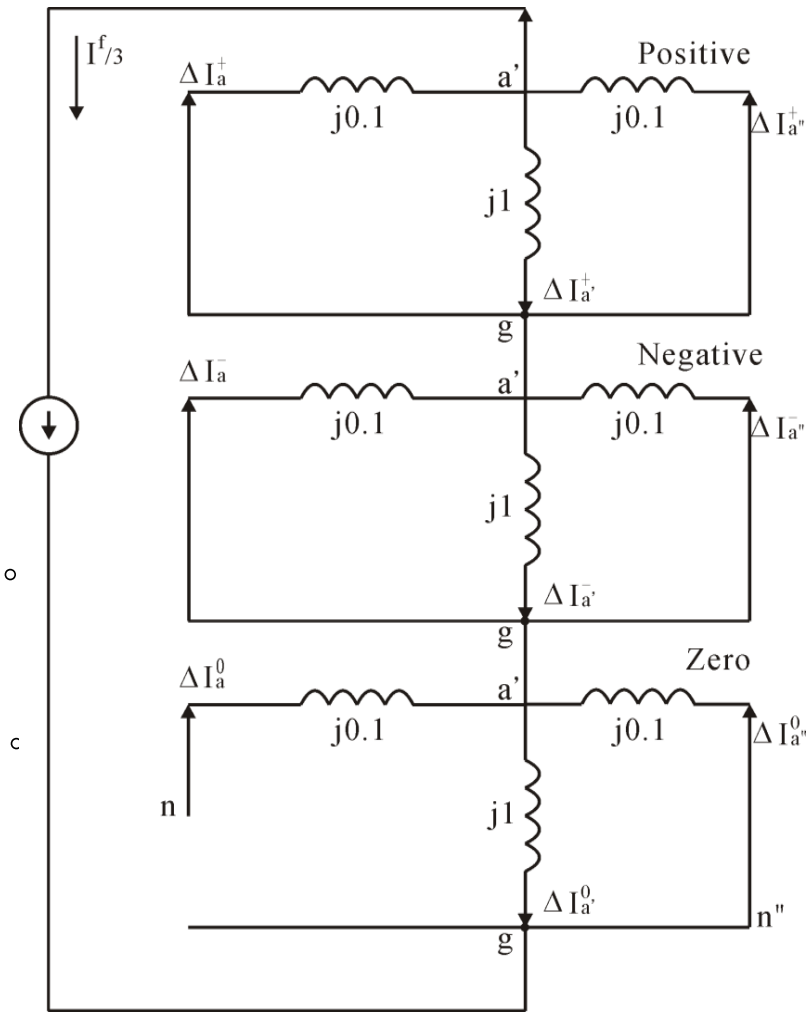 I^f/3
ΔI_a^+
a'
Positive
j0.1
j0.1
ΔI_a"^+
j1
ΔI_a'^+
g
Negative
ΔI_a^-
a'
j0.1
j0.1
ΔI_a"^-
j1
ΔI_a'^-
g
Zero
ΔI_a^0
a'
j0.1
j0.1
ΔI_a"^0
n
j1
ΔI_a'^0
n"
g